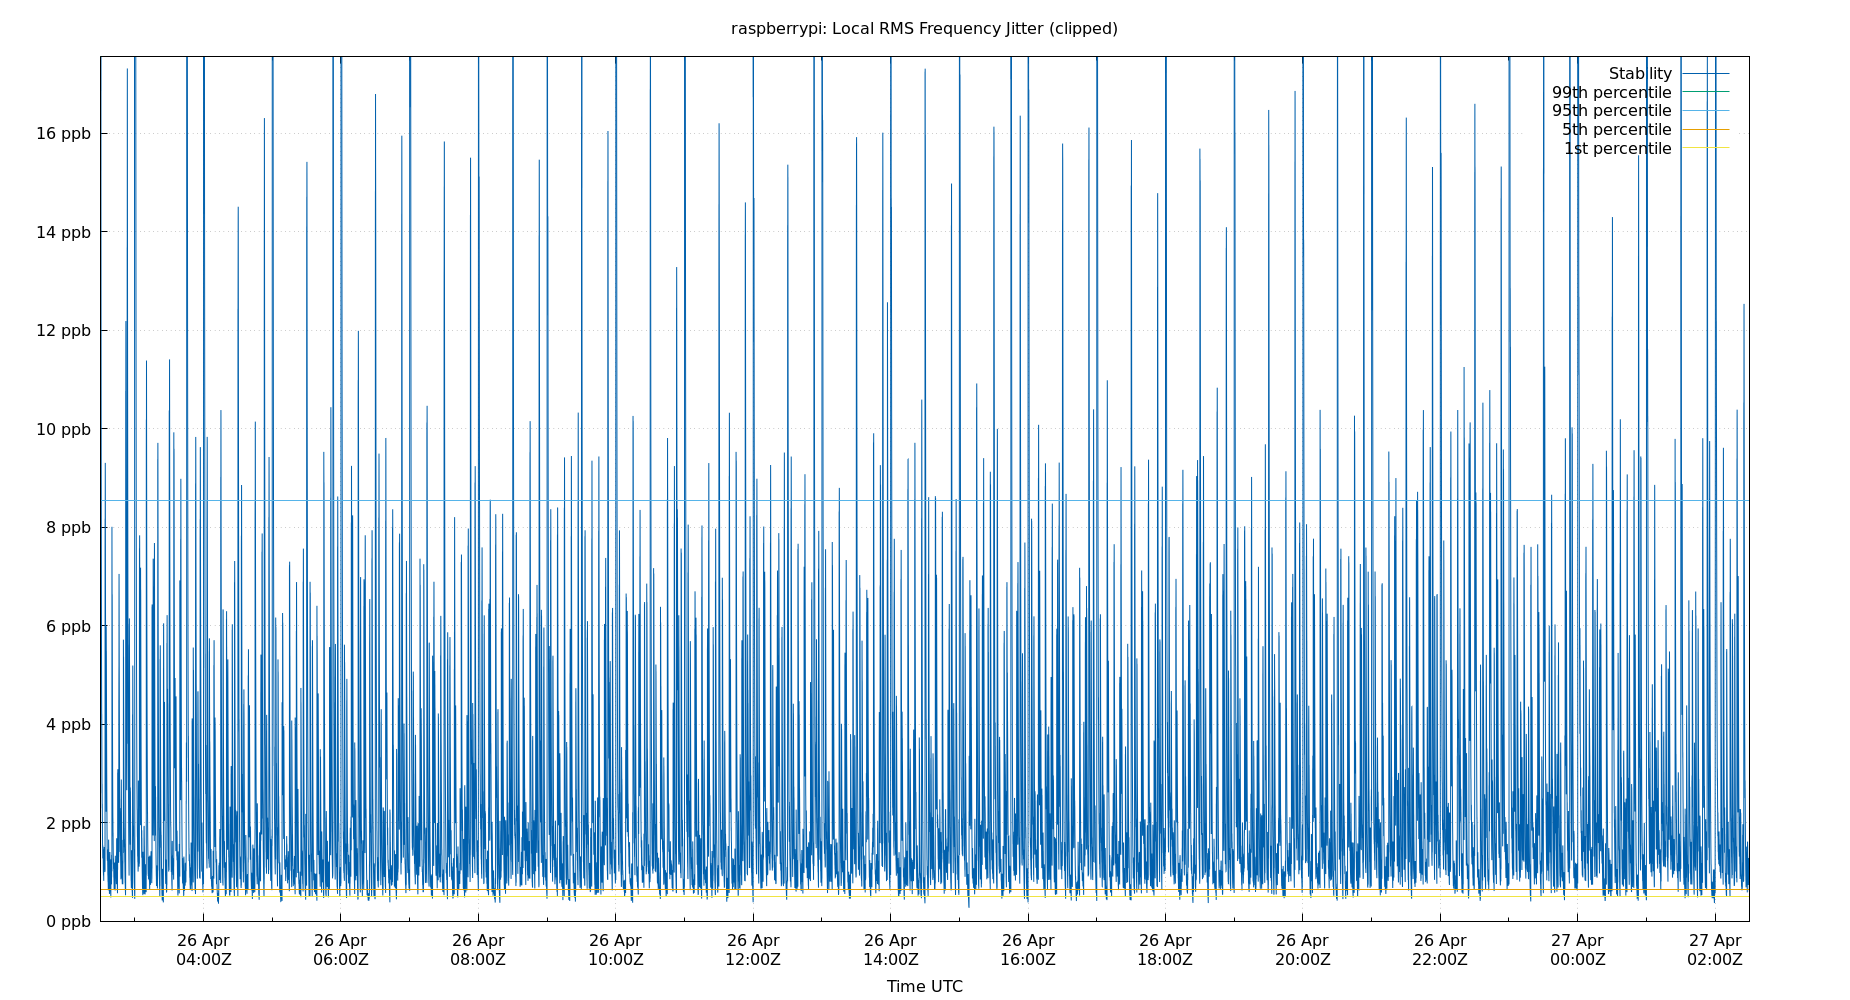 raspberrypi: Local RMS Frequency Jitter (clipped)
Stability
99th percentile
95th percentile
5th percentile
1st percentile
16 ppb
14 ppb
12 ppb
10 ppb
8 ppb
6 ppb
4 ppb
2 ppb
0 ppb
26 Apr 26 Apr 26 Apr 26 Apr 26 Apr 26 Apr 26 Apr 26 Apr 26 Apr 26 Apr 27 Apr 27 Apr
04:00Z 06:00Z 08:00Z 10:00Z 12:00Z 14:00Z 16:00Z 18:00Z 20:00Z 22:00Z 00:00Z 02:00Z
Time UTC